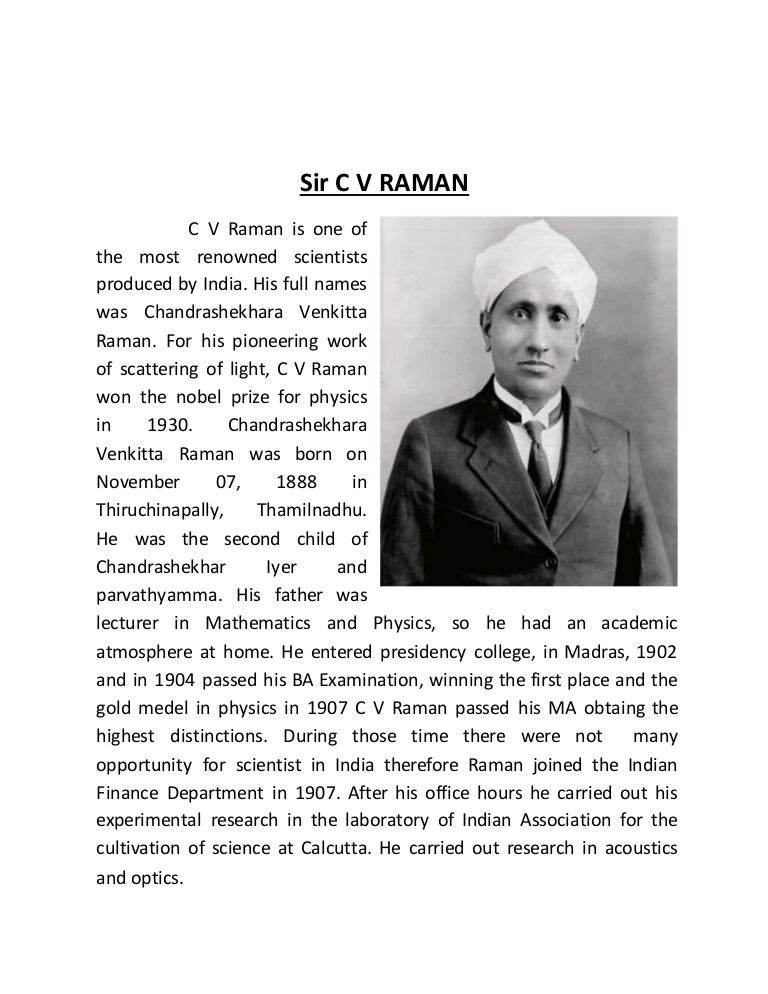 Sir C V RAMAN
C V Raman is one of
the most renowned scientists
produced by India. His full names
was Chandrashekhara Venkitta
Raman. For his pioneering work
of scattering of light, C V Raman
won the nobel prize for physics
in 1930. Chandrashekhara
Venkitta Raman was born on
November 07, 1888 in
Thiruchinapally, Thamilnadhu.
He was the second child of
Chandrashekhar Iyer and
parvathyamma. His father was
lecturer in Mathematics and Physics, so he had an academic
atmosphere at home. He entered presidency college, in Madras, 1902
and in 1904 passed his BA Examination, winning the first place and the
gold medel in physics in 1907 C V Raman passed his MA obtaing the
highest distinctions. During those time there were not many
opportunity for scientist in India therefore Raman joined the Indian
Finance Department in 1907. After his office hours he carried out his
experimental research in the laboratory of Indian Association for the
cultivation of science at Calcutta. He carried out research in acoustics
and optics.